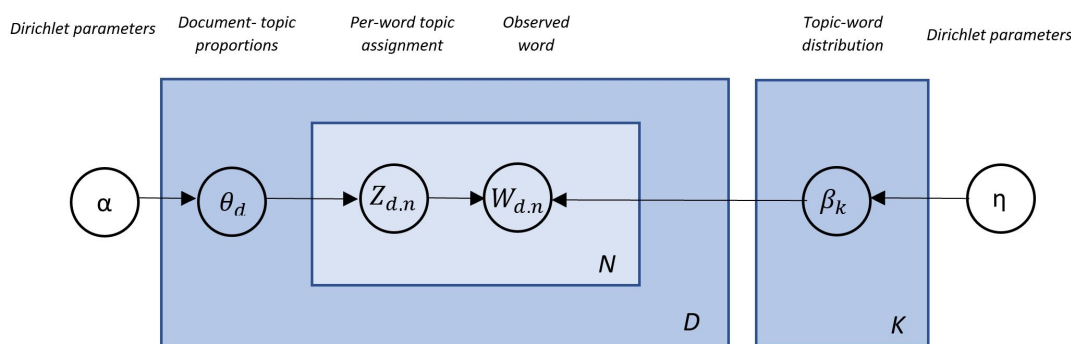 Dirichlet parameters
Document- topic
proportions
Per-word topic
assignment
Observed
word
Topic-word
distribution
Dirichlet parameters
α
θd
Zd.n
Wd.n
βk
η
N
D
K